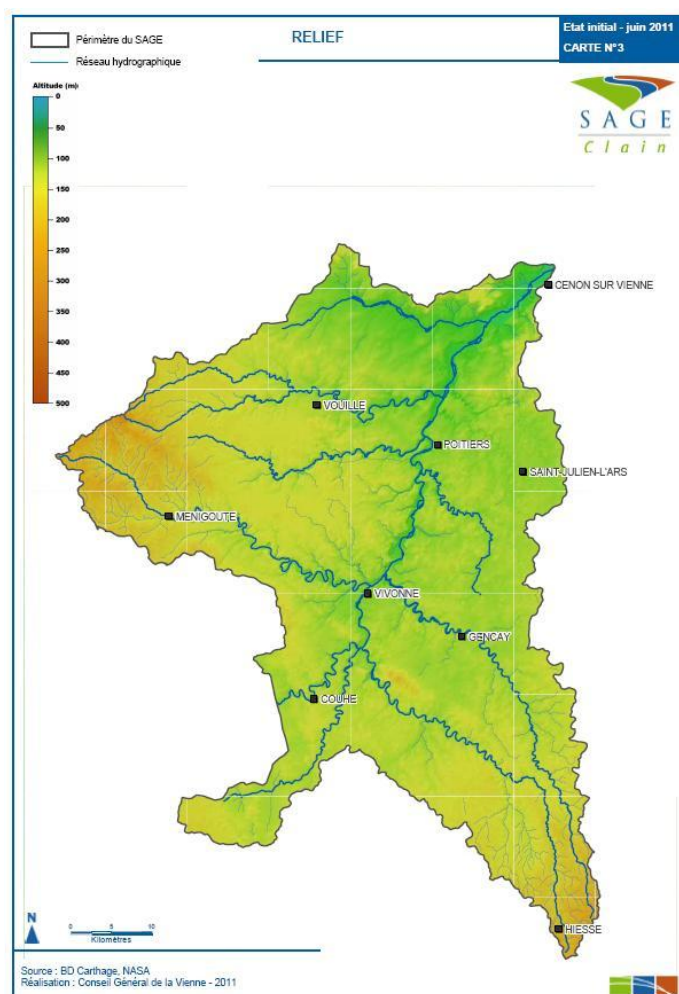 Périmètre du SAGE
Réseau hydrographique
RELIEF
Etat initial - juin 2011
CARTE N°3
Altitude (m)
0
50
100
150
200
250
300
350
400
450
500
SAGE
Clain
CENON SUR VIENNE
VOUILLE
POITIERS
SAINT-JULIEN-L'ARS
MENIGOUTE
VIVONNE
GENCAY
COUHE
HIESSE
N
0 5 10
Kilomètres
Source : BD Carthage, NASA
Réalisation : Conseil Général de la Vienne - 2011